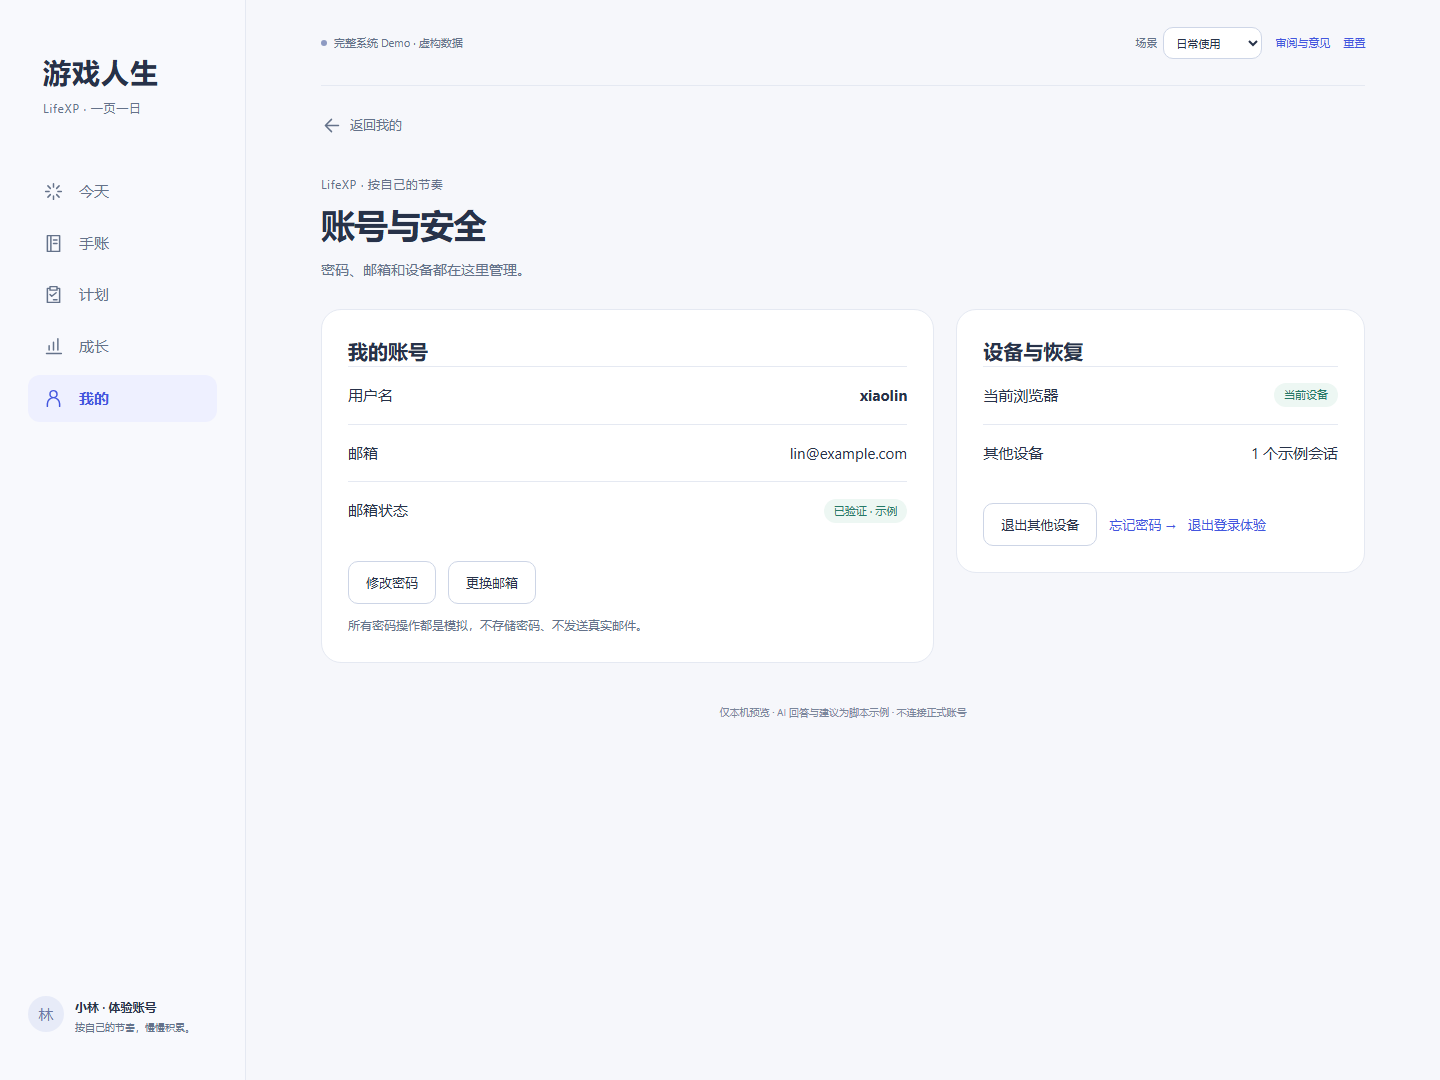 游戏人生
LifeXP · 一页一日
今天
手账
计划
成长
我的
小林 · 体验账号
按自己的节奏，慢慢积累。
完整系统 Demo · 虚构数据
场景 日常使用 审阅与意见 重置
返回我的
LifeXP · 按自己的节奏
账号与安全
密码、邮箱和设备都在这里管理。
我的账号
用户名 xiaolin
邮箱 lin@example.com
邮箱状态 已验证 · 示例
修改密码 更换邮箱
所有密码操作都是模拟，不存储密码、不发送真实邮件。
设备与恢复
当前浏览器 当前设备
其他设备 1 个示例会话
退出其他设备 忘记密码 → 退出登录体验
仅本机预览 · AI 回答与建议为脚本示例 · 不连接正式账号